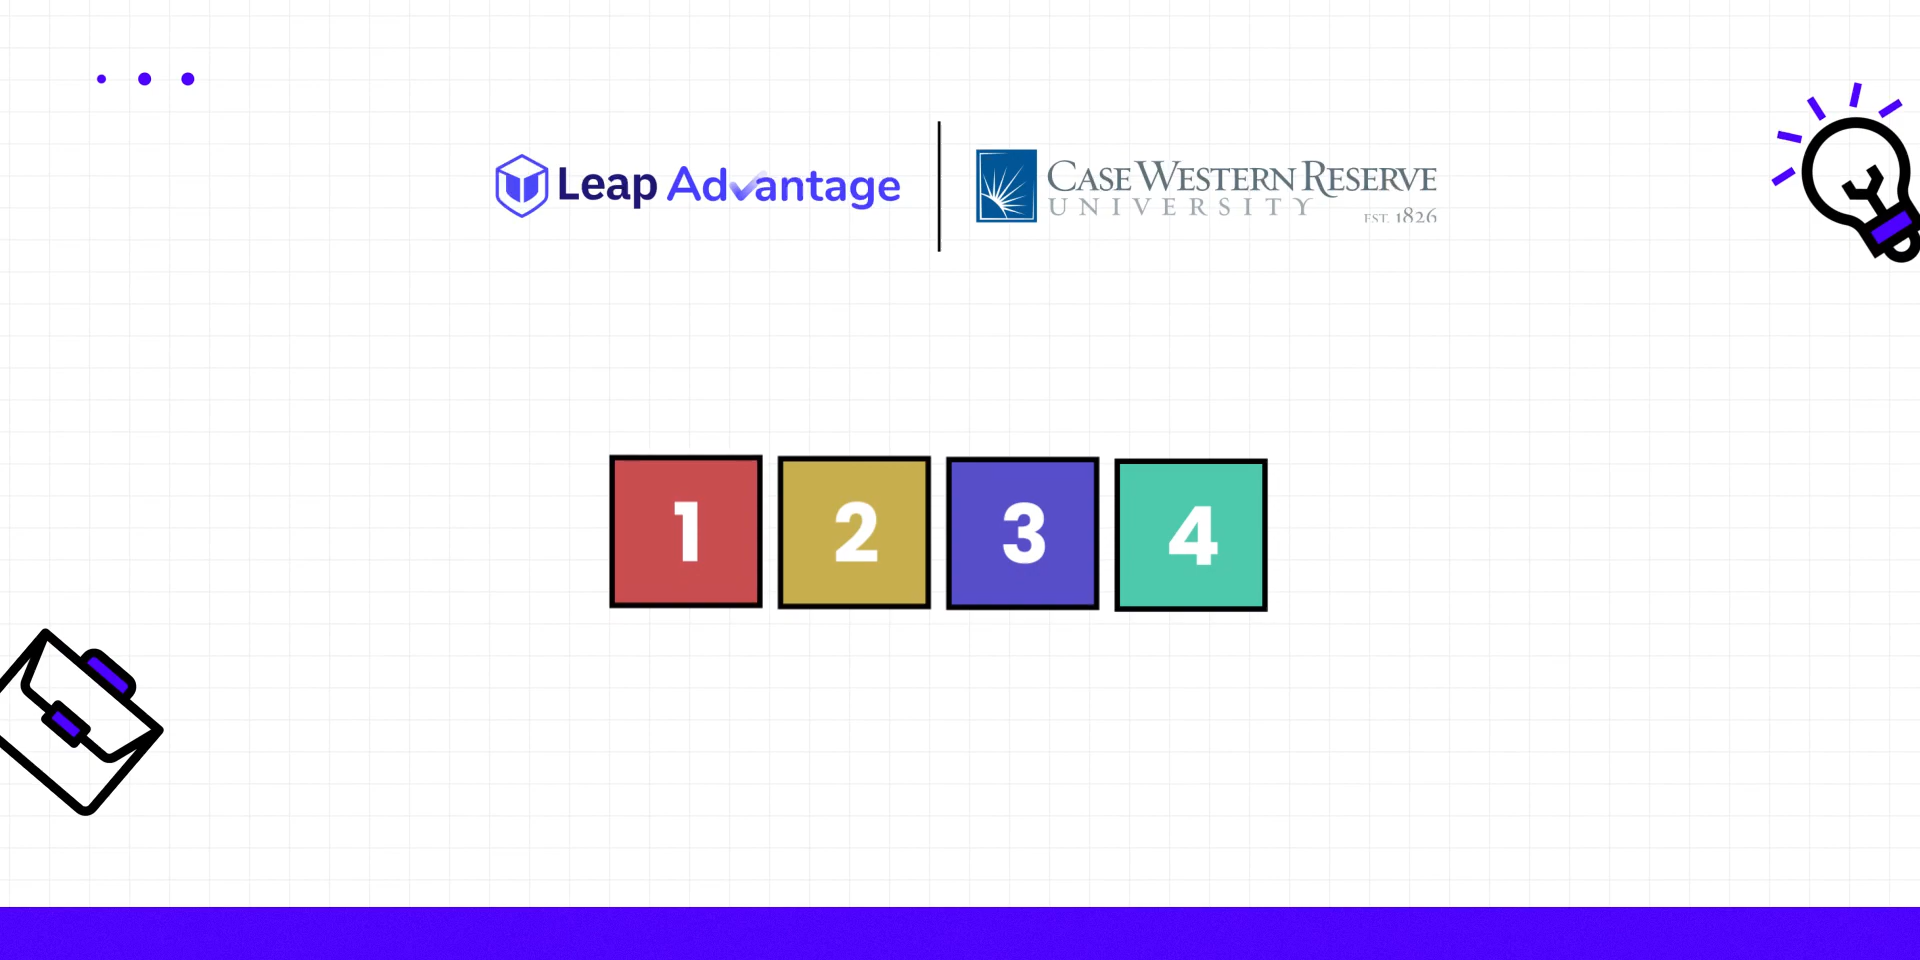 Leap Advantage
CASE WESTERN RESERVE
UNIVERSITY
EST. 1826
1 2 3 4